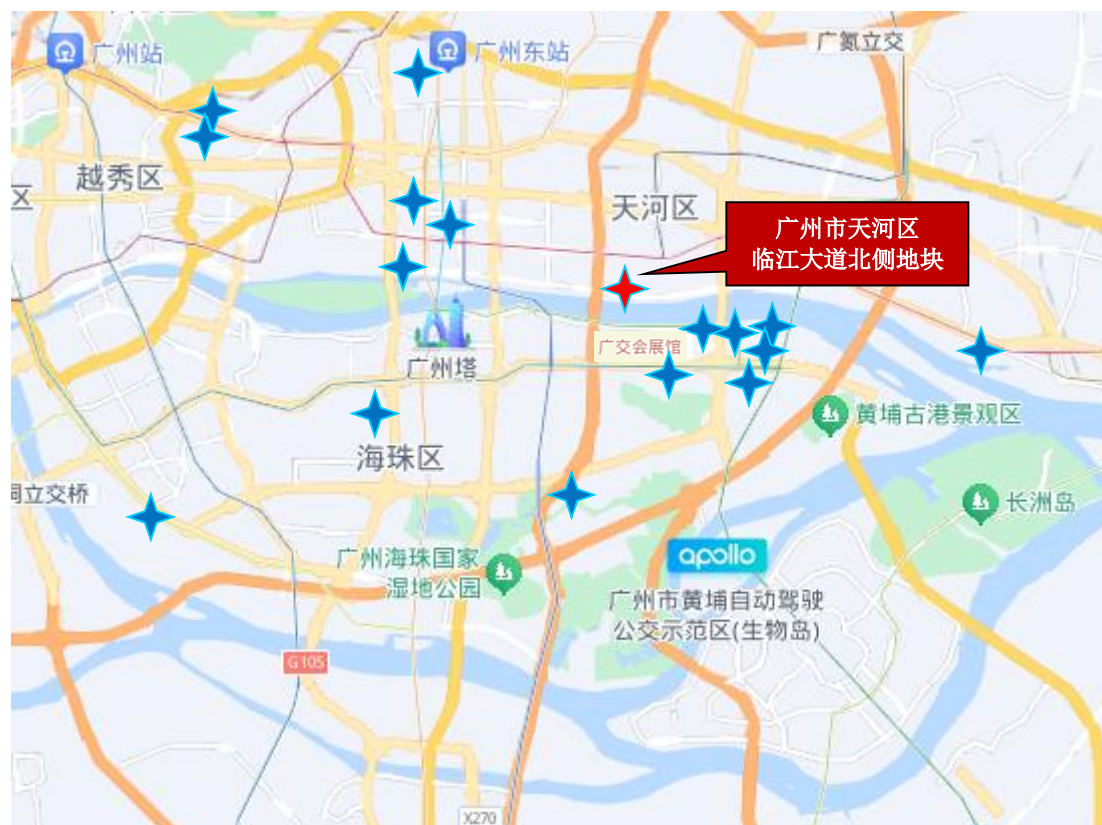 广氮立交
广州站
广州东站
越秀区
区
天河区
广州市天河区
临江大道北侧地块
广交会展馆
广州塔
黄埔古港景观区
海珠区
立交桥
长洲岛
apollo
广州海珠国家
湿地公园
广州市黄埔自动驾驶
公交示范区(生物岛)
G105
X270